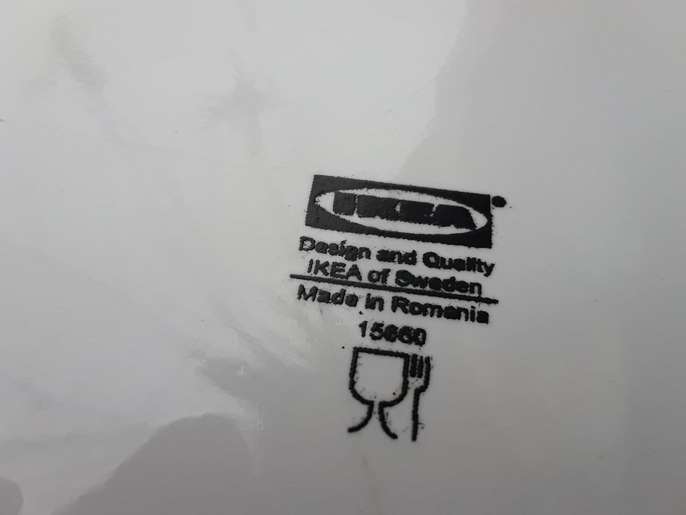 IKEA
Design and Quality
IKEA of Sweden
Made in Romania
15660